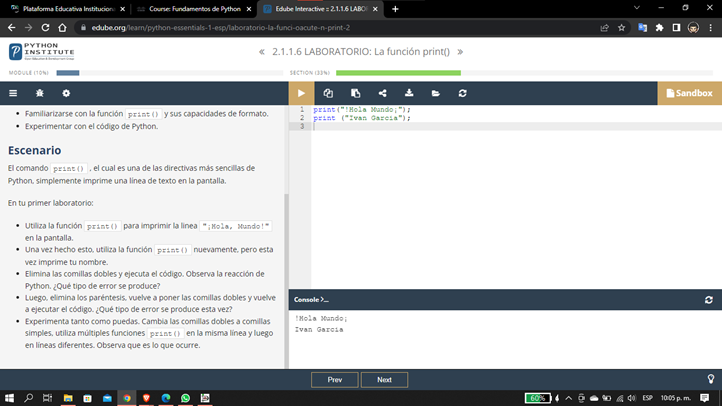 Plataforma Educativa Institucion
Course: Fundamentos de Python
Edube Interactive :: 2.1.1.6 LABO
edube.org/learn/python-essentials-1-esp/laboratorio-la-funci-oacute-n-print-2
PYTHON
INSTITUTE
2.1.1.6 LABORATORIO: La función print()
MODULE (10%)
SECTION (33%)
Sandbox
Familiarizarse con la función print() y sus capacidades de formato.
Experimentar con el código de Python.
Escenario
El comando print() , el cual es una de las directivas más sencillas de
Python, simplemente imprime una línea de texto en la pantalla.
En tu primer laboratorio:
Utiliza la función print() para imprimir la línea "¡Hola, Mundo!"
en la pantalla.
Una vez hecho esto, utiliza la función print() nuevamente, pero esta
vez imprime tu nombre.
Elimina las comillas dobles y ejecuta el código. Observa la reacción de
Python. ¿Qué tipo de error se produce?
Luego, elimina los paréntesis, vuelve a poner las comillas dobles y vuelve
a ejecutar el código. ¿Qué tipo de error se produce esta vez?
Experimenta tanto como puedas. Cambia las comillas dobles a comillas
simples, utiliza múltiples funciones print() en la misma línea y luego
en líneas diferentes. Observa que es lo que ocurre.
1 print("!Hola Mundo¡");
2 print ("Ivan Garcia");
3
Console >_
!Hola Mundo¡
Ivan Garcia
Prev
Next
60%
ESP
10:05 p. m.